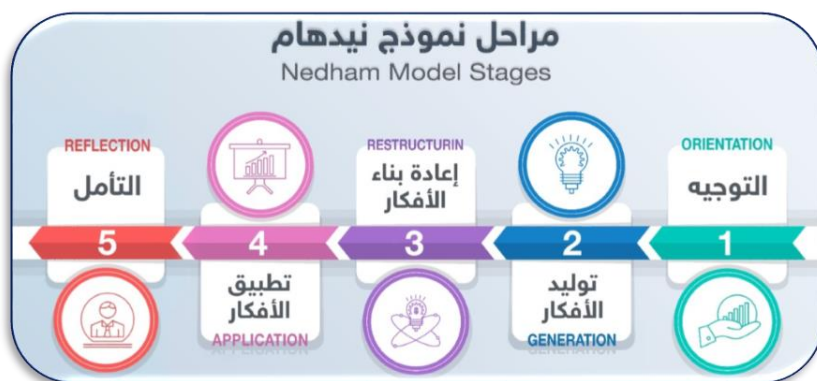 مراحل نموذج نيدهام
Nedham Model Stages
ORIENTATION
التوجيه
1
2
توليد
الأفكار
GENERATION
RESTRUCTURIN
إعادة بناء
الأفكار
3
4
تطبيق
الأفكار
APPLICATION
REFLECTION
التأمل
5